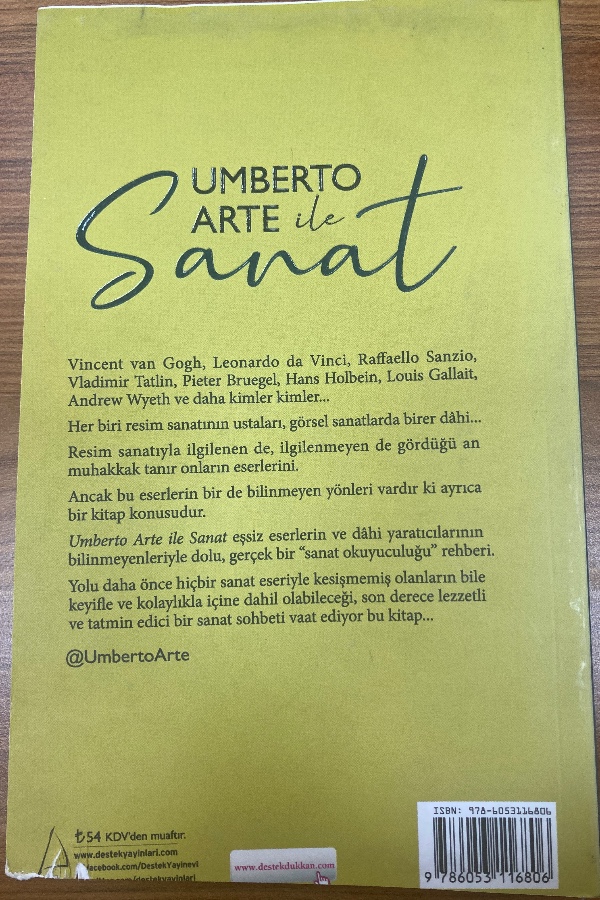 UMBERTO
ARTE ile
Sanat
Vincent van Gogh, Leonardo da Vinci, Raffaello Sanzio,
Vladimir Tatlin, Pieter Bruegel, Hans Holbein, Louis Gallait,
Andrew Wyeth ve daha kimler kimler...
Her biri resim sanatının ustaları, görsel sanatlarda birer dâhi...
Resim sanatıyla ilgilenen de, ilgilenmeyen de gördüğü an
muhakkak tanır onların eserlerini.
Ancak bu eserlerin bir de bilinmeyen yönleri vardır ki ayrıca
bir kitap konusudur.
Umberto Arte ile Sanat eşsiz eserlerin ve dâhi yaratıcılarının
bilinmeyenleriyle dolu, gerçek bir “sanat okuyuculuğu” rehberi.
Yolu daha önce hiçbir sanat eseriyle kesişmemiş olanların bile
keyifle ve kolaylıkla içine dahil olabileceği, son derece lezzetli
ve tatmin edici bir sanat sohbeti vaat ediyor bu kitap...
@UmbertoArte
₺54 KDV'den muaftır.
www.destekyayinlari.com
facebook.com/DestekYayinevi
twitter.com/destekyayinlari
www.destekdukkan.com
ISBN: 978-6053116806
9 786053 116806